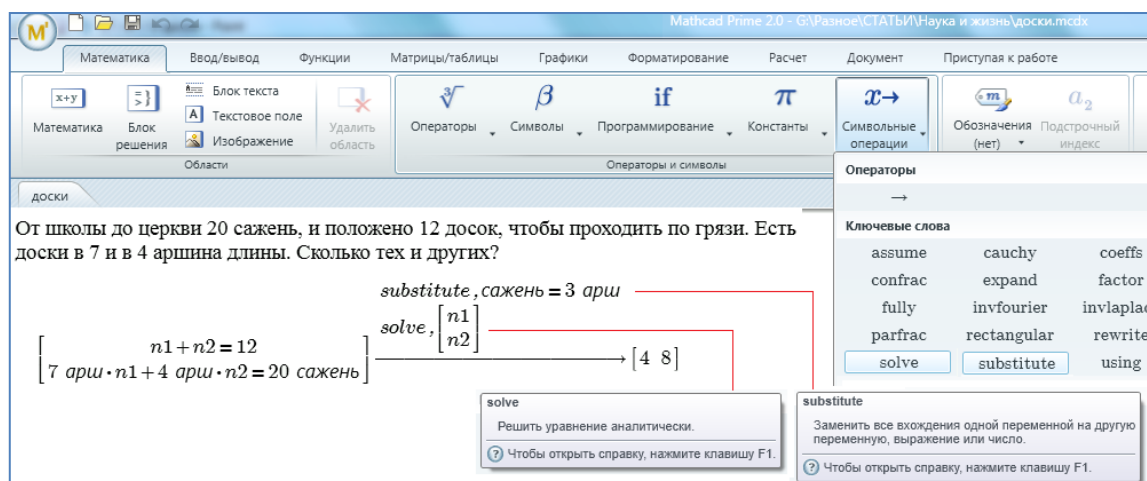 Mathcad Prime 2.0 - G:\Разное\СТАТЬИ\Наука и жизнь\доски.mcdx
Математика Ввод/вывод Функции Матрицы/таблицы Графики Форматирование Расчет Документ Приступая к работе
x+y
Математика
Блок
решения
Блок текста
Текстовое поле
Изображение
Удалить
область
Области
∛
Операторы
β
Символы
if
Программирование
π
Константы
x→
Символьные
операции
Операторы и символы
m
Обозначения
(нет)
a₂
Подстрочный
индекс
доски
От школы до церкви 20 сажень, и положено 12 досок, чтобы проходить по грязи. Есть
доски в 7 и в 4 аршина длины. Сколько тех и других?
substitute , сажень = 3 арш
solve , [n1
n2]
[n1 + n2 = 12
7 арш · n1 + 4 арш · n2 = 20 сажень] → [4 8]
Операторы
→
Ключевые слова
assume cauchy coeffs
confrac expand factor
fully invfourier invlaplac
parfrac rectangular rewrite
solve substitute using
solve
Решить уравнение аналитически.
Чтобы открыть справку, нажмите клавишу F1.
substitute
Заменить все вхождения одной переменной на другую
переменную, выражение или число.
Чтобы открыть справку, нажмите клавишу F1.